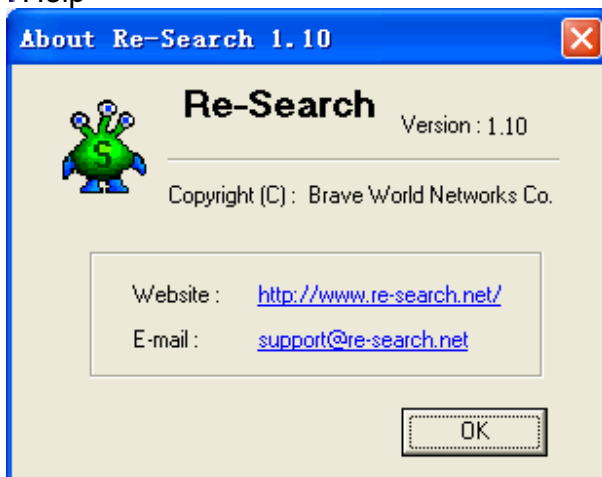 Help
About Re-Search 1.10
Re-Search Version : 1.10
S
Copyright (C) : Brave World Networks Co.
Website : http://www.re-search.net/
E-mail : support@re-search.net
OK